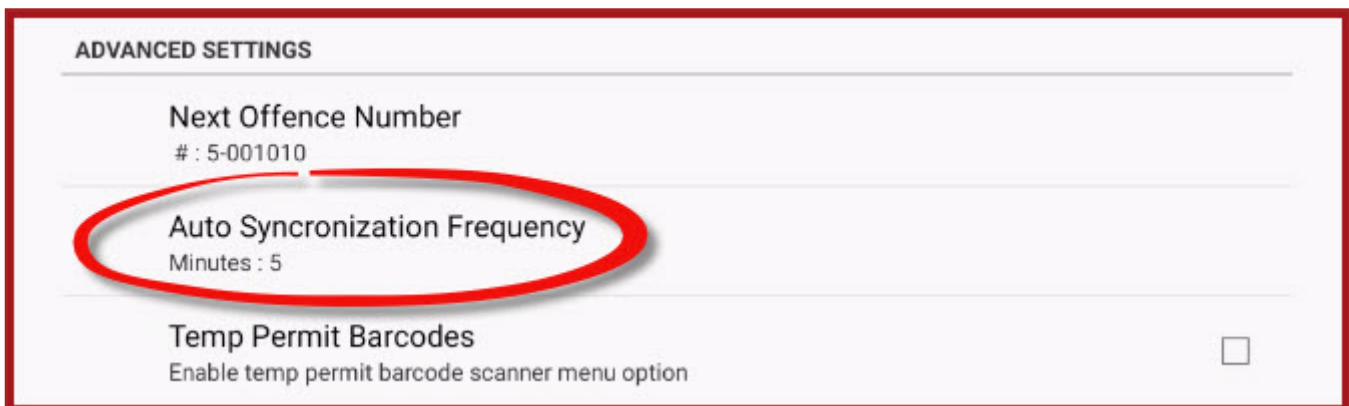 ADVANCED SETTINGS
Next Offence Number
# : 5-001010
Auto Syncronization Frequency
Minutes : 5
Temp Permit Barcodes
Enable temp permit barcode scanner menu option